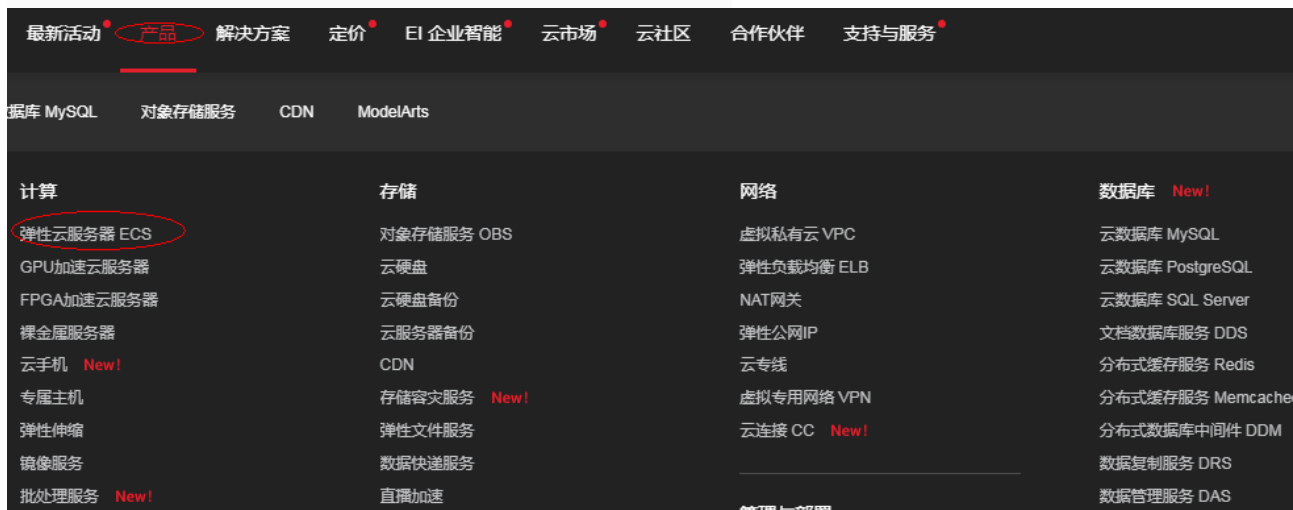 最新活动 产品 解决方案 定价 EI 企业智能 云市场 云社区 合作伙伴 支持与服务
据库 MySQL 对象存储服务 CDN ModelArts
计算
弹性云服务器 ECS
GPU加速云服务器
FPGA加速云服务器
裸金属服务器
云手机 New!
专属主机
弹性伸缩
镜像服务
批处理服务 New!
存储
对象存储服务 OBS
云硬盘
云硬盘备份
云服务器备份
CDN
存储容灾服务 New!
弹性文件服务
数据快递服务
直播加速
网络
虚拟私有云 VPC
弹性负载均衡 ELB
NAT网关
弹性公网IP
云专线
虚拟专用网络 VPN
云连接 CC New!
管理与部署
数据库 New!
云数据库 MySQL
云数据库 PostgreSQL
云数据库 SQL Server
文档数据库服务 DDS
分布式缓存服务 Redis
分布式缓存服务 Memcache
分布式数据库中间件 DDM
数据复制服务 DRS
数据管理服务 DAS